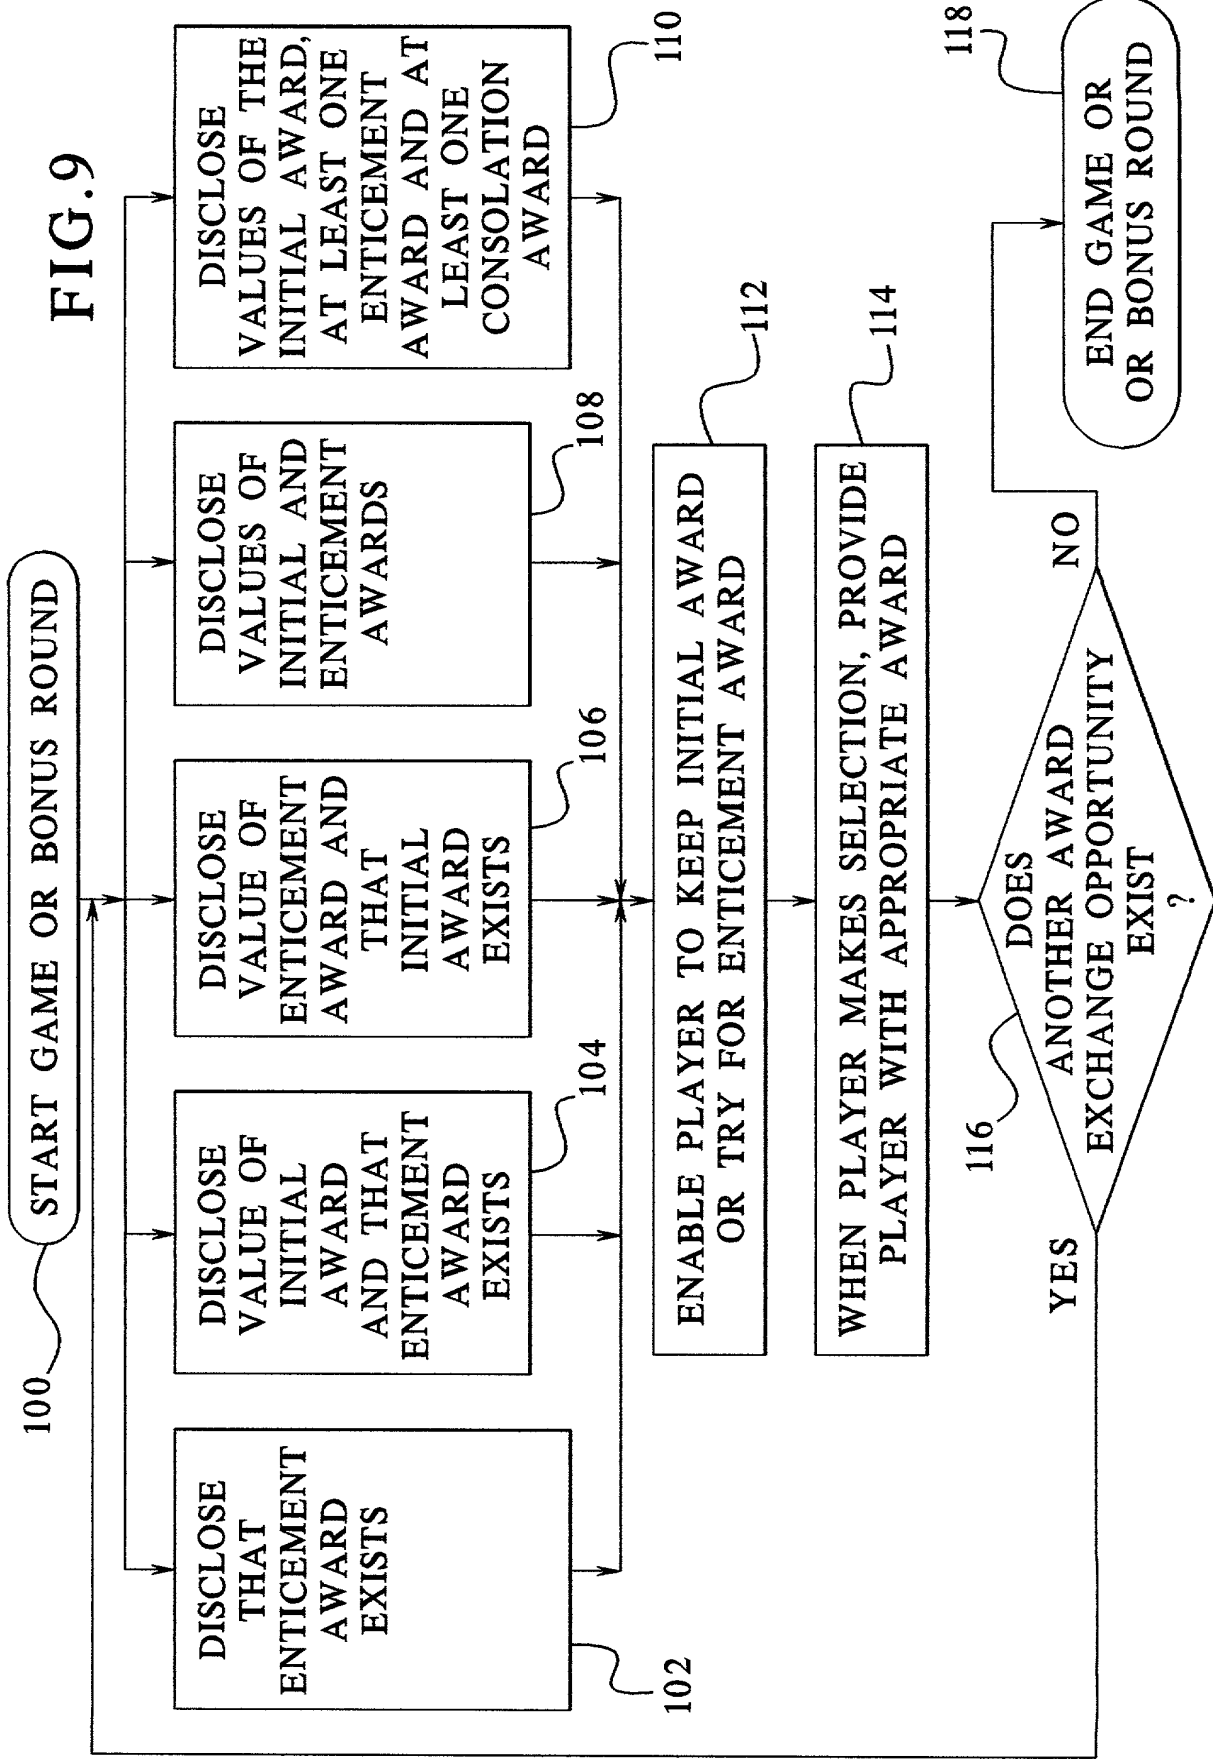 FIG.9
START GAME OR BONUS ROUND
100
DISCLOSE
THAT
ENTICEMENT
AWARD
EXISTS
102
DISCLOSE
VALUE OF
INITIAL
AWARD
AND THAT
ENTICEMENT
AWARD
EXISTS
104
DISCLOSE
VALUE OF
ENTICEMENT
AWARD AND
THAT
INITIAL
AWARD
EXISTS
106
DISCLOSE
VALUES OF
INITIAL AND
ENTICEMENT
AWARDS
108
DISCLOSE
VALUES OF THE
INITIAL AWARD,
AT LEAST ONE
ENTICEMENT
AWARD AND AT
LEAST ONE
CONSOLATION
AWARD
110
ENABLE PLAYER TO KEEP INITIAL AWARD
OR TRY FOR ENTICEMENT AWARD
112
WHEN PLAYER MAKES SELECTION, PROVIDE
PLAYER WITH APPROPRIATE AWARD
114
DOES
ANOTHER AWARD
EXCHANGE OPPORTUNITY
EXIST
?
116
YES
NO
END GAME OR
OR BONUS ROUND
118